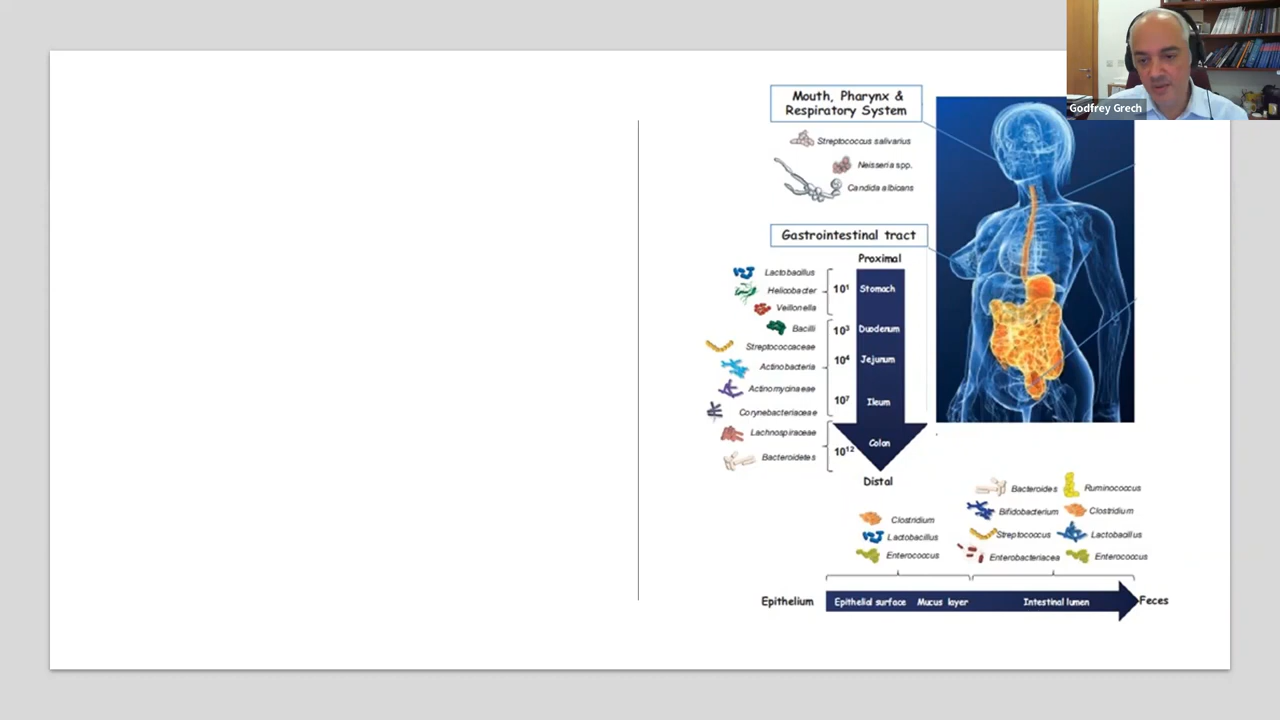 Godfrey Grech
Mouth, Pharynx &
Respiratory System
Streptococcus salivarius
Neisseria spp.
Candida albicans
Gastrointestinal tract
Proximal
Lactobacillus
Helicobacter
Veillonella
10¹ Stomach
Bacilli
10³ Duodenum
Streptococcaceae
Actinobacteria
10⁴ Jejunum
Actinomycinaeae
Corynebacteriaceae
10⁷ Ileum
Lachnospiraceae
Bacteroidetes
10¹² Colon
Distal
Clostridium
Lactobacillus
Enterococcus
Bacteroides Ruminococcus
Bifidobacterium Clostridium
Streptococcus Lactobacillus
Enterobacteriacea Enterococcus
Epithelium Epithelial surface Mucus layer Intestinal lumen Feces